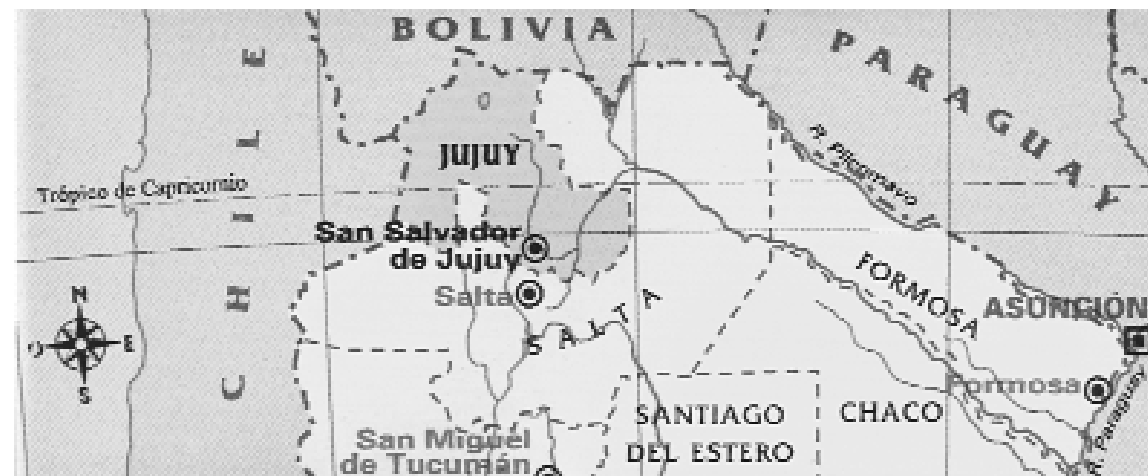 BOLIVIA
PARAGUAY
CHILE
JUJUY
R. Pilcomayo
Trópico de Capricornio
San Salvador
de Jujuy
Salta
SALTA
FORMOSA
ASUNCIÓN
N
O
E
S
Formosa
R. Paraguay
SANTIAGO
DEL ESTERO
CHACO
San Miguel
de Tucumán